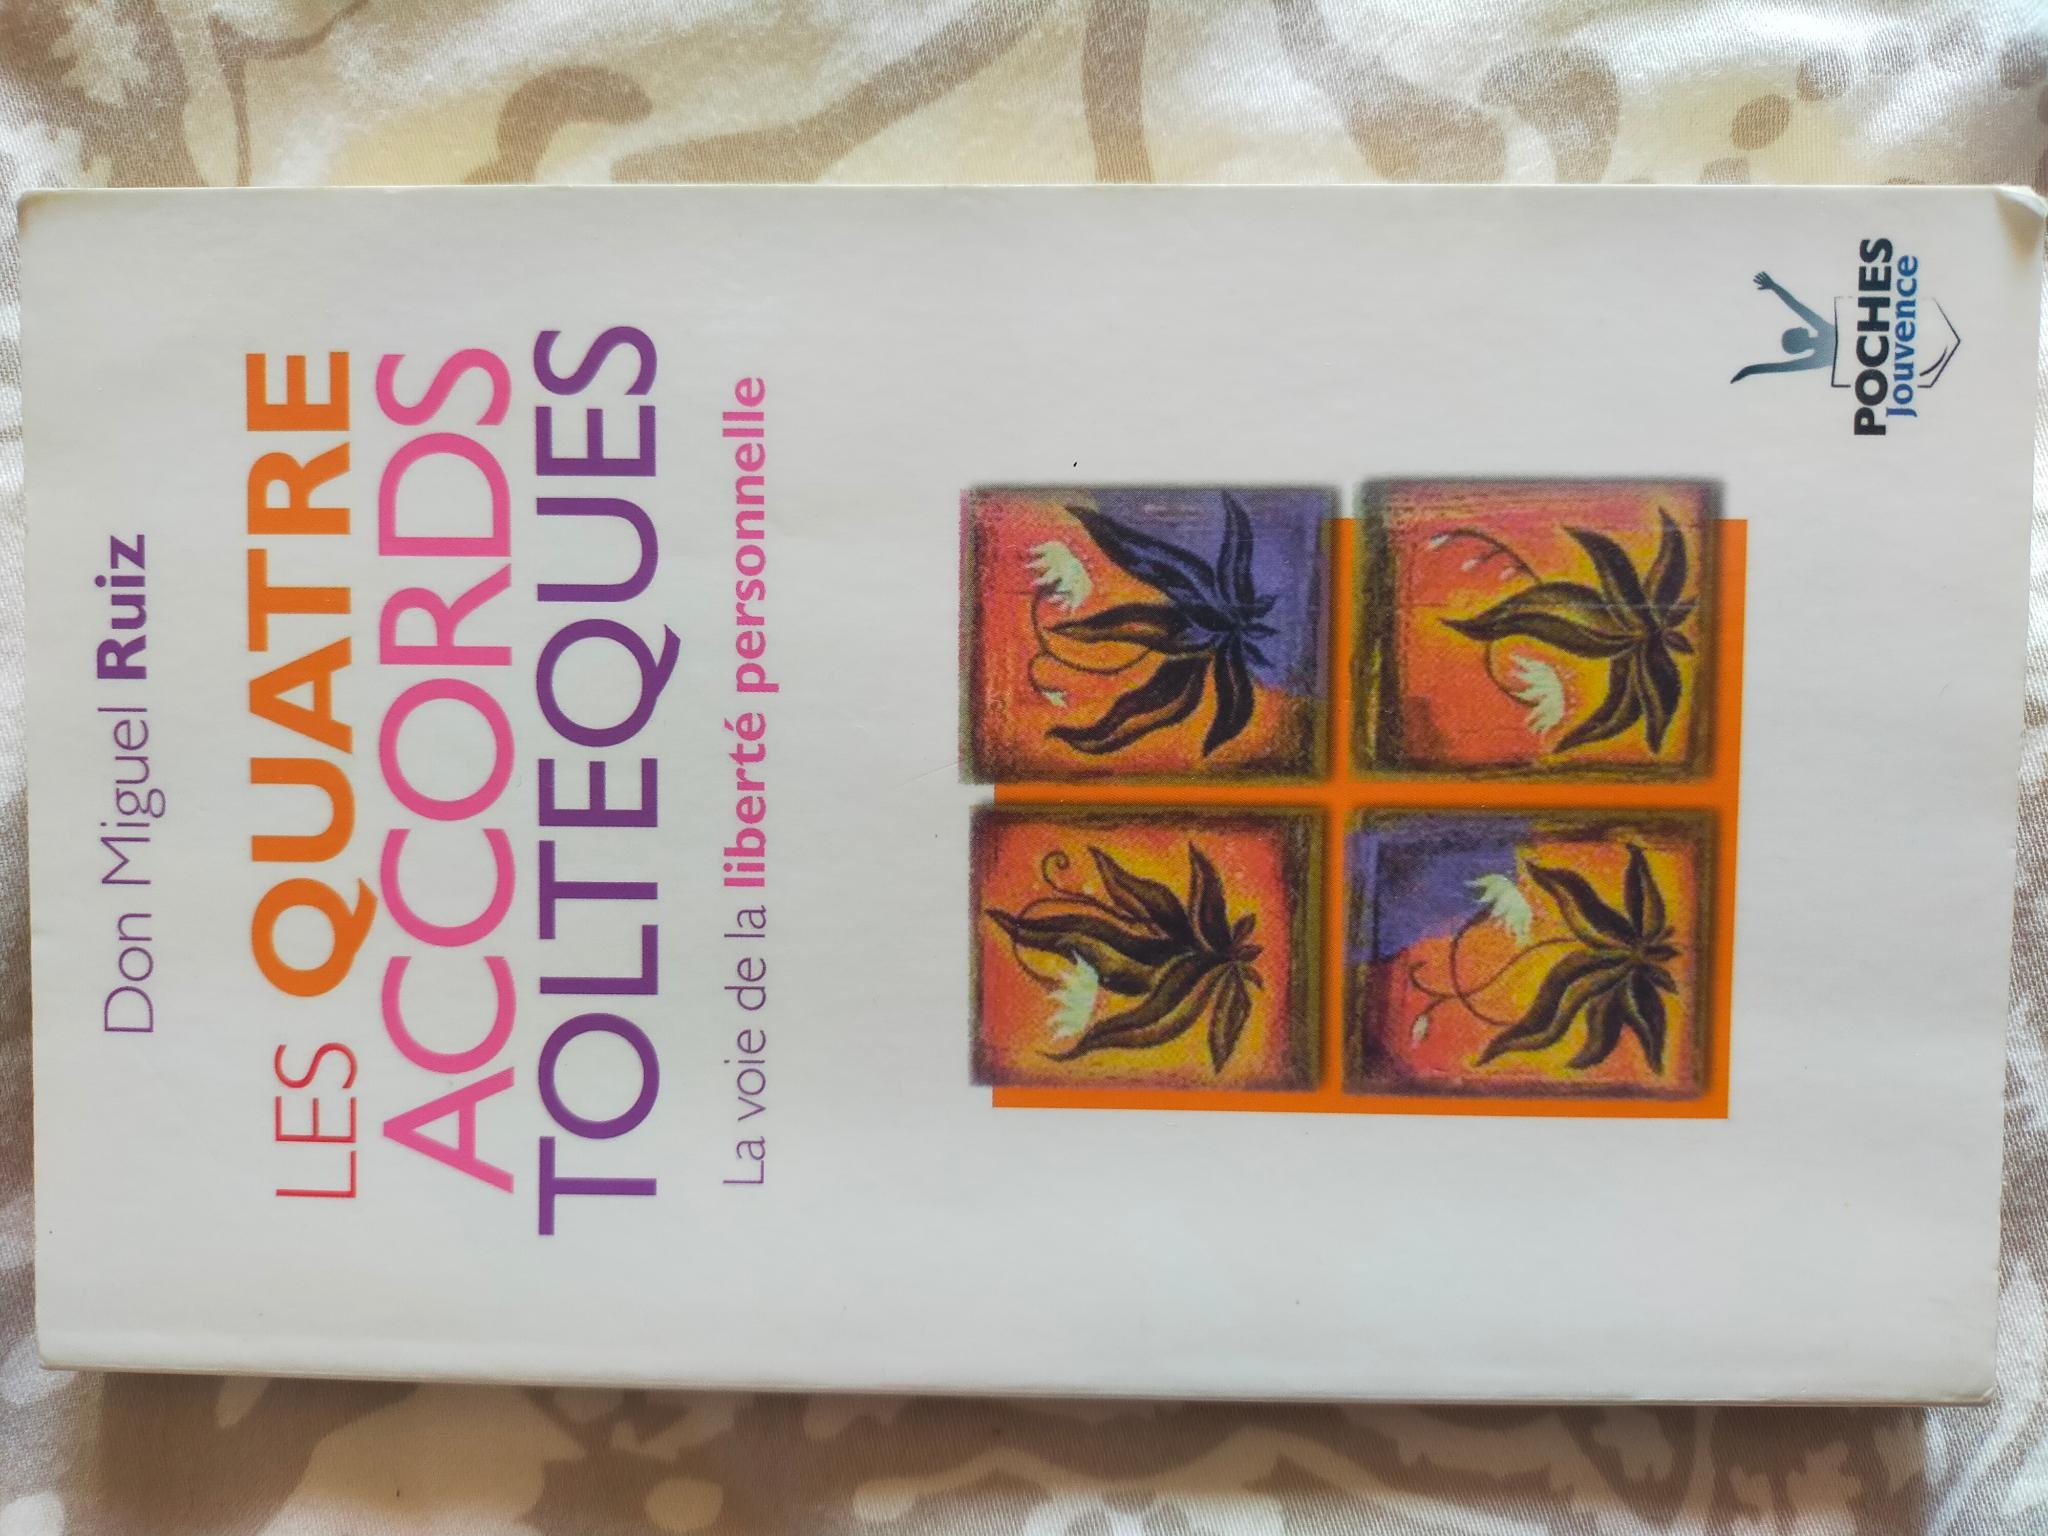 Don Miguel Ruiz
LES QUATRE
ACCORDS
TOLTEQUES
La voie de la liberté personnelle
POCHES
Jouvence